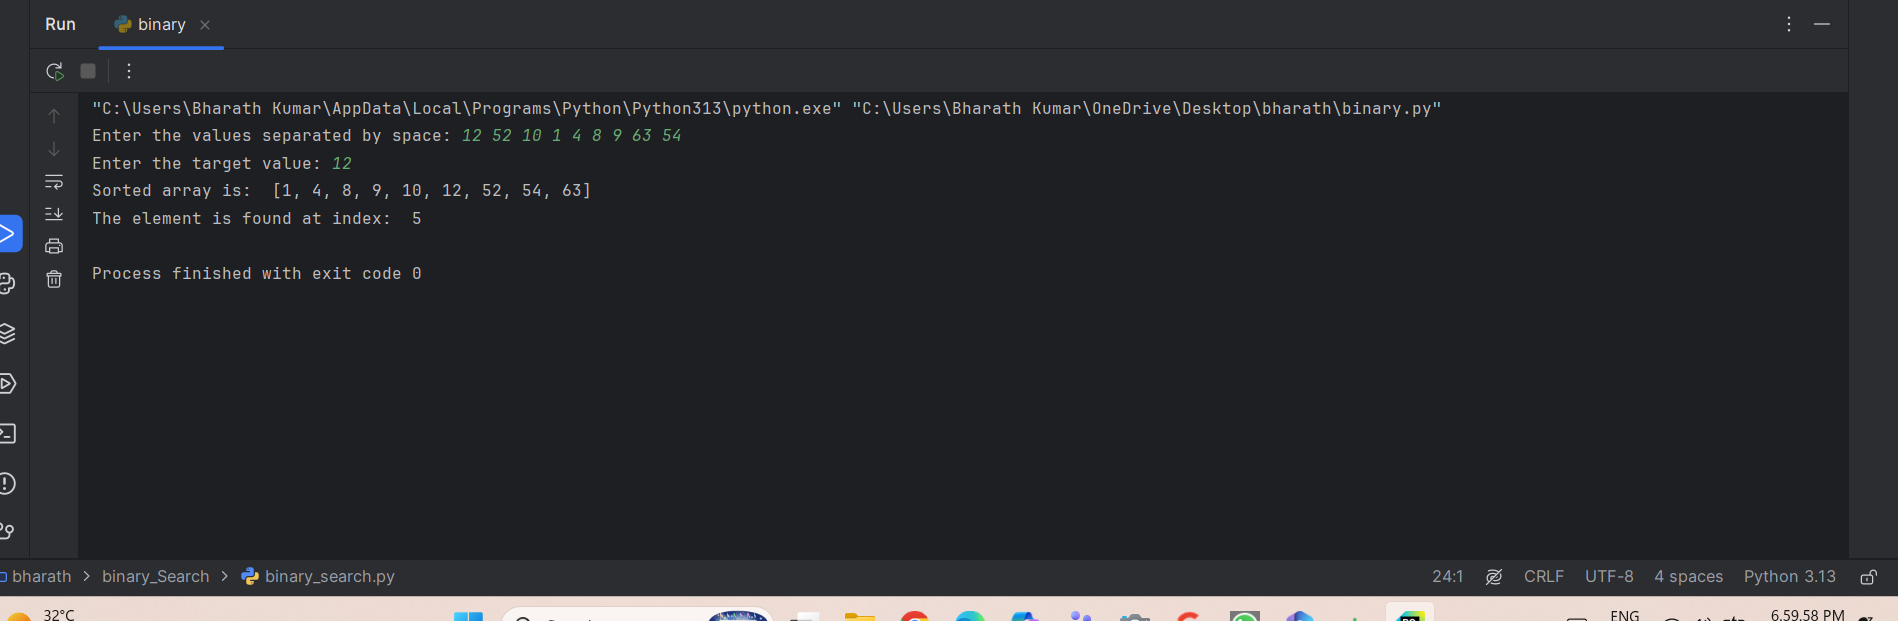 Run binary
"C:\Users\Bharath Kumar\AppData\Local\Programs\Python\Python313\python.exe" "C:\Users\Bharath Kumar\OneDrive\Desktop\bharath\binary.py"
Enter the values separated by space: 12 52 10 1 4 8 9 63 54
Enter the target value: 12
Sorted array is:  [1, 4, 8, 9, 10, 12, 52, 54, 63]
The element is found at index:  5
Process finished with exit code 0
bharath > binary_Search > binary_search.py 24:1 CRLF UTF-8 4 spaces Python 3.13
32°C ENG 6.59.58 PM